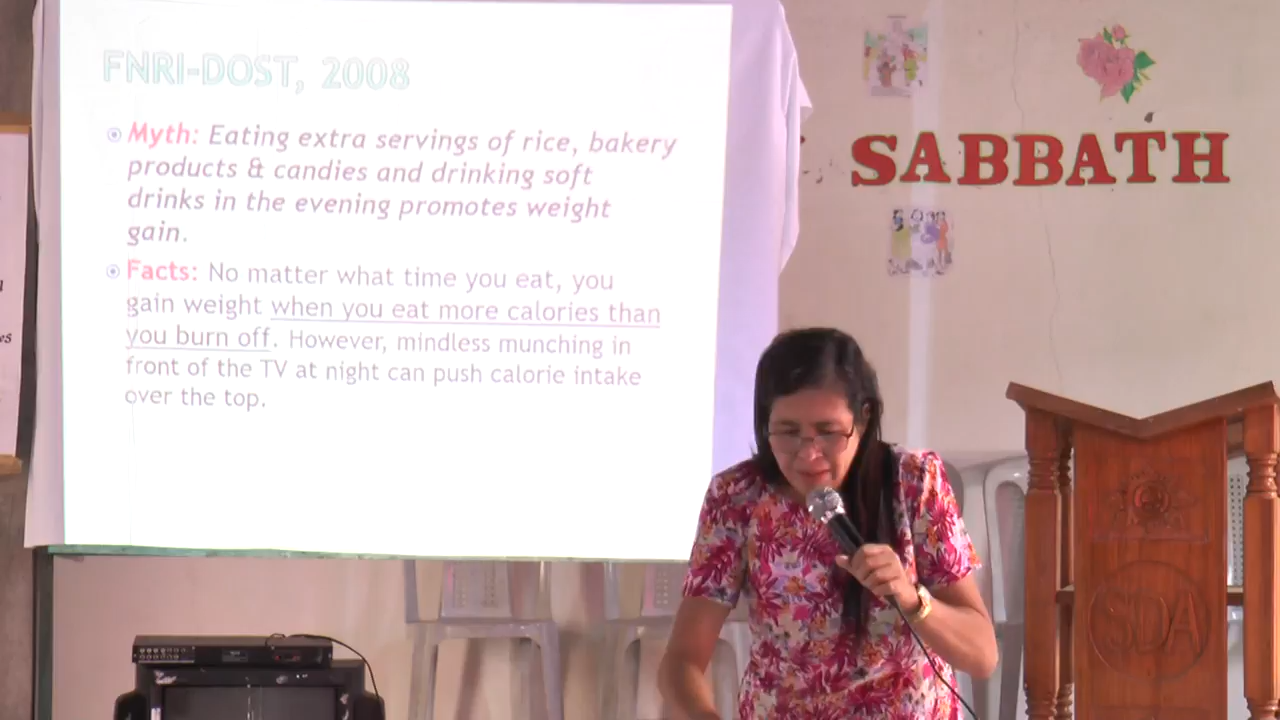 FNRI-DOST, 2008
Myth: Eating extra servings of rice, bakery
products & candies and drinking soft
drinks in the evening promotes weight
gain.
Facts: No matter what time you eat, you
gain weight when you eat more calories than
you burn off. However, mindless munching in
front of the TV at night can push calorie intake
over the top.
SABBATH
SDA